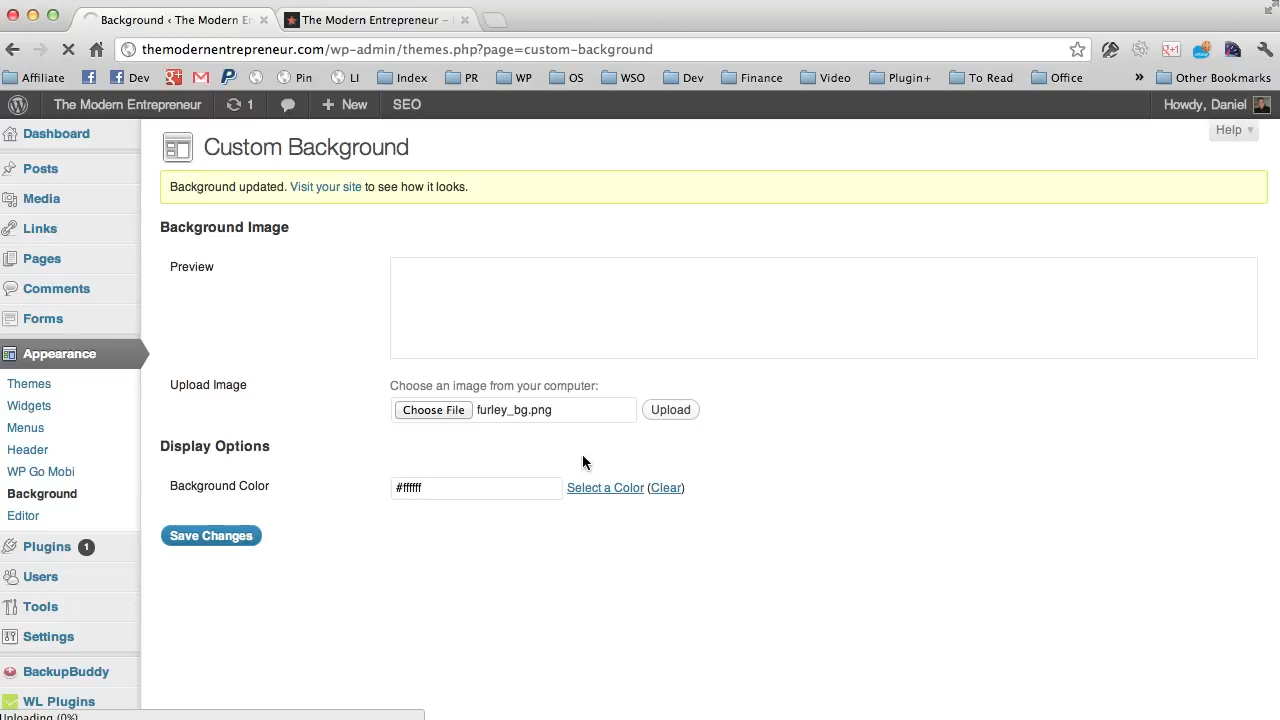 Background ‹ The Modern En
The Modern Entrepreneur –
themodernentrepreneur.com/wp-admin/themes.php?page=custom-background
Affiliate Dev Pin LI Index PR WP OS WSO Dev Finance Video Plugin+ To Read Office » Other Bookmarks
The Modern Entrepreneur 1 + New SEO Howdy, Daniel
Help
Dashboard
Posts
Media
Links
Pages
Comments
Forms
Appearance
Themes
Widgets
Menus
Header
WP Go Mobi
Background
Editor
Plugins 1
Users
Tools
Settings
BackupBuddy
WL Plugins
Custom Background
Background updated. Visit your site to see how it looks.
Background Image
Preview
Upload Image
Choose an image from your computer:
Choose File furley_bg.png Upload
Display Options
Background Color #ffffff Select a Color (Clear)
Save Changes
Uploading (0%)